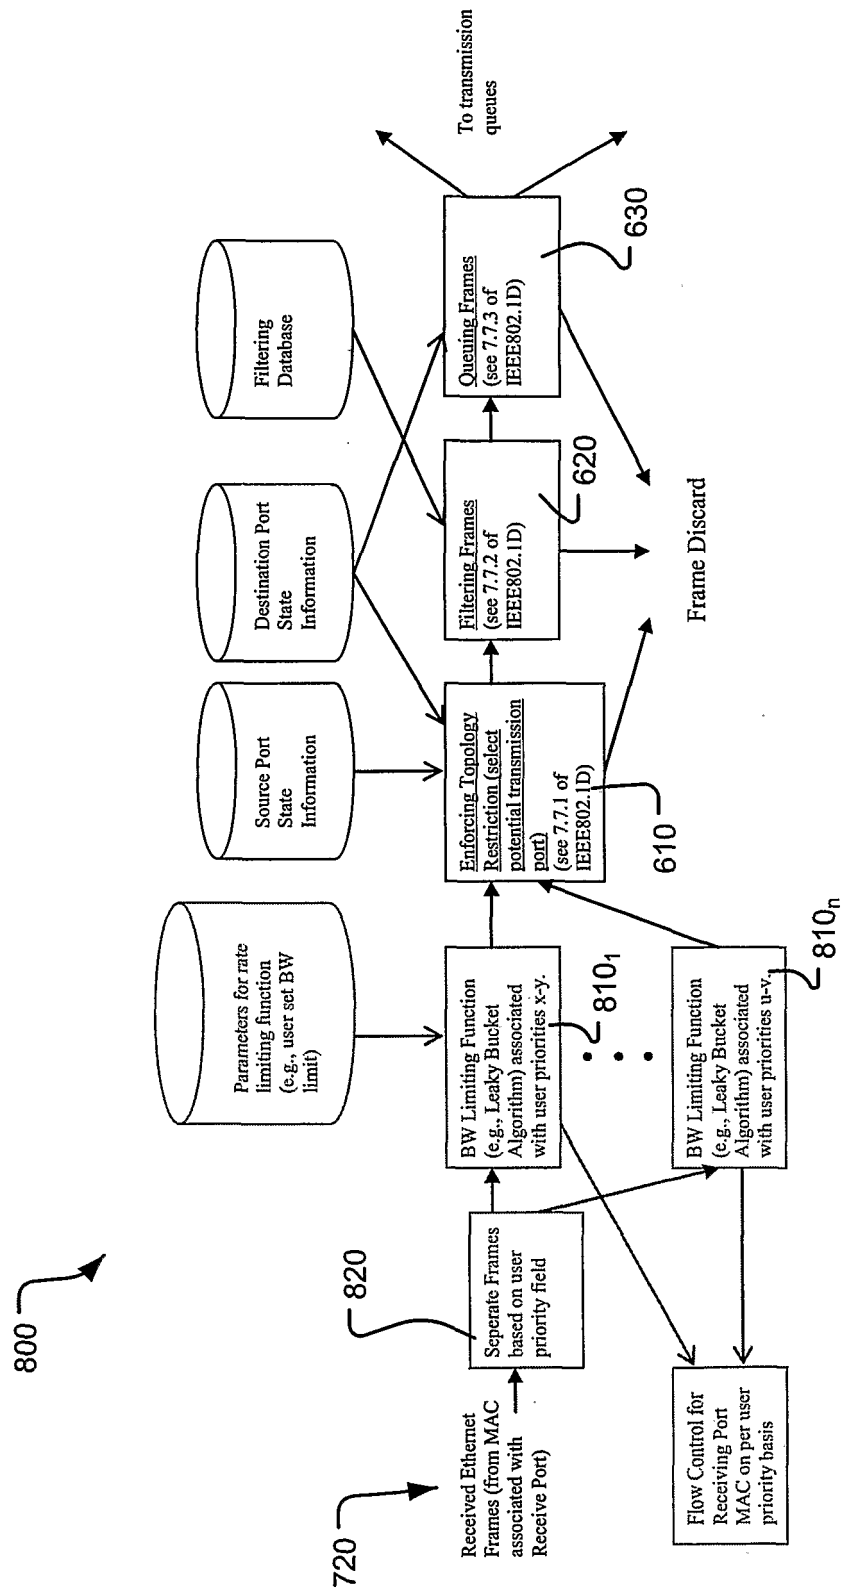 800
Parameters for rate
limiting function
(e.g., user set BW
limit)
Source Port
State
Information
Destination Port
State
Information
Filtering
Database
720
Received Ethernet
Frames (from MAC
associated with
Receive Port)
820
Seperate Frames
based on user
priority field
BW Limiting Function
(e.g., Leaky Bucket
Algorithm) associated
with user priorities x-y.
810₁
Enforcing Topology
Restriction (select
potential transmission
port)
(see 7.7.1 of
IEEE802.1D)
610
Filtering Frames
(see 7.7.2 of
IEEE802.1D)
620
Queuing Frames
(see 7.7.3 of
IEEE802.1D)
630
To transmission
queues
Flow Control for
Receiving Port
MAC on per user
priority basis
BW Limiting Function
(e.g., Leaky Bucket
Algorithm) associated
with user priorities u-v.
810ₙ
Frame Discard